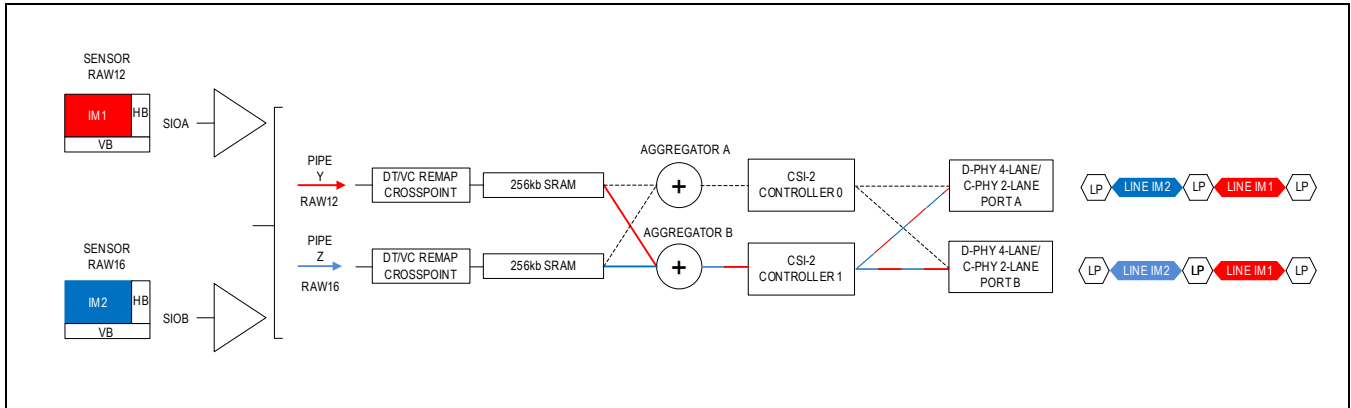 SENSOR
RAW12
IM1
HB
VB
SIOA
SENSOR
RAW16
IM2
HB
VB
SIOB
PIPE
Y
RAW12
DT/VC REMAP
CROSSPOINT
256kb SRAM
PIPE
Z
RAW16
DT/VC REMAP
CROSSPOINT
256kb SRAM
AGGREGATOR A
+
AGGREGATOR B
+
CSI-2
CONTROLLER 0
CSI-2
CONTROLLER 1
D-PHY 4-LANE/
C-PHY 2-LANE
PORT A
D-PHY 4-LANE/
C-PHY 2-LANE
PORT B
LP LINE IM2 LP LINE IM1 LP
LP LINE IM2 LP LINE IM1 LP